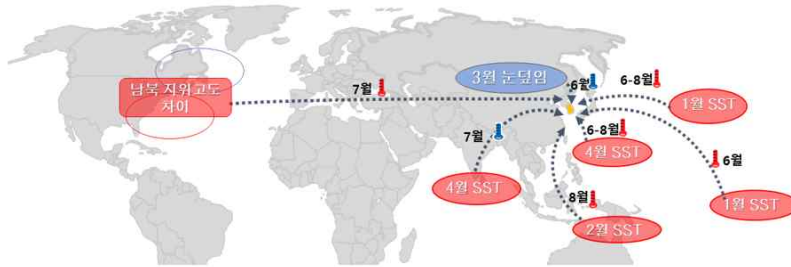 3월 눈덮임
6월
6-8월
남북 지위고도
차이
7월
1월 SST
7월
6-8월
4월 SST
6월
4월 SST
8월
1월 SST
2월 SST